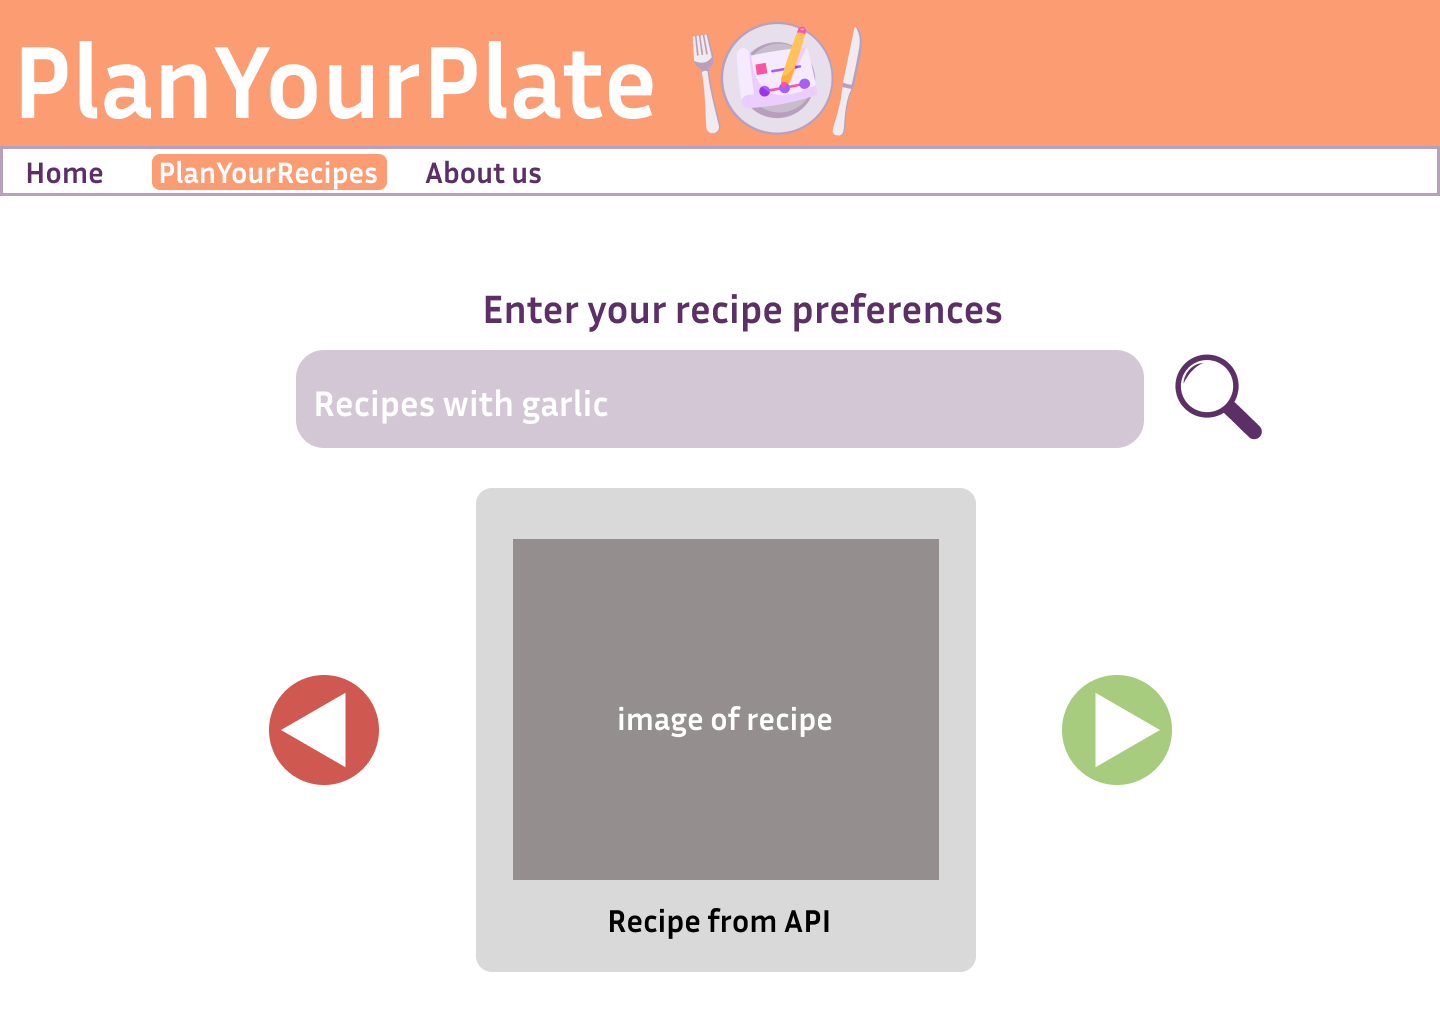 PlanYourPlate
Home PlanYourRecipes About us
Enter your recipe preferences
Recipes with garlic
image of recipe
Recipe from API